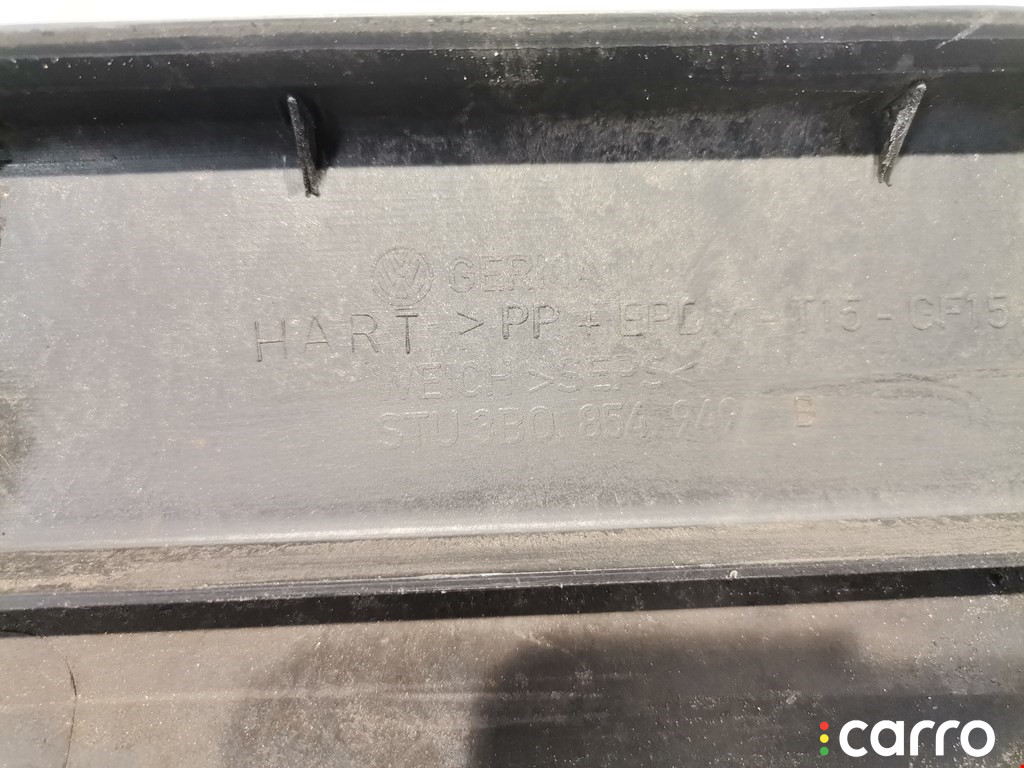 GERMANY
HART >PP + EPDM - T15 - GF15
WEICH >SEPS<
STU 3B0 854 949 B
carro